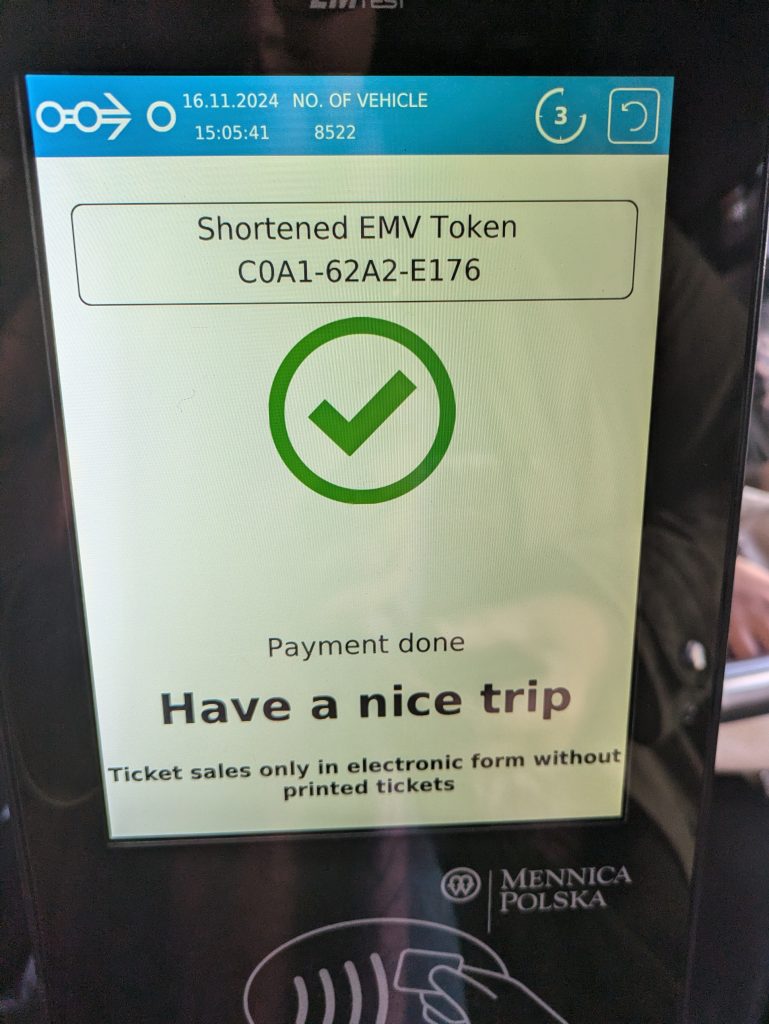 EMTEST
16.11.2024 NO. OF VEHICLE
15:05:41 8522
3
Shortened EMV Token
C0A1-62A2-E176
Payment done
Have a nice trip
Ticket sales only in electronic form without
printed tickets
MENNICA
POLSKA